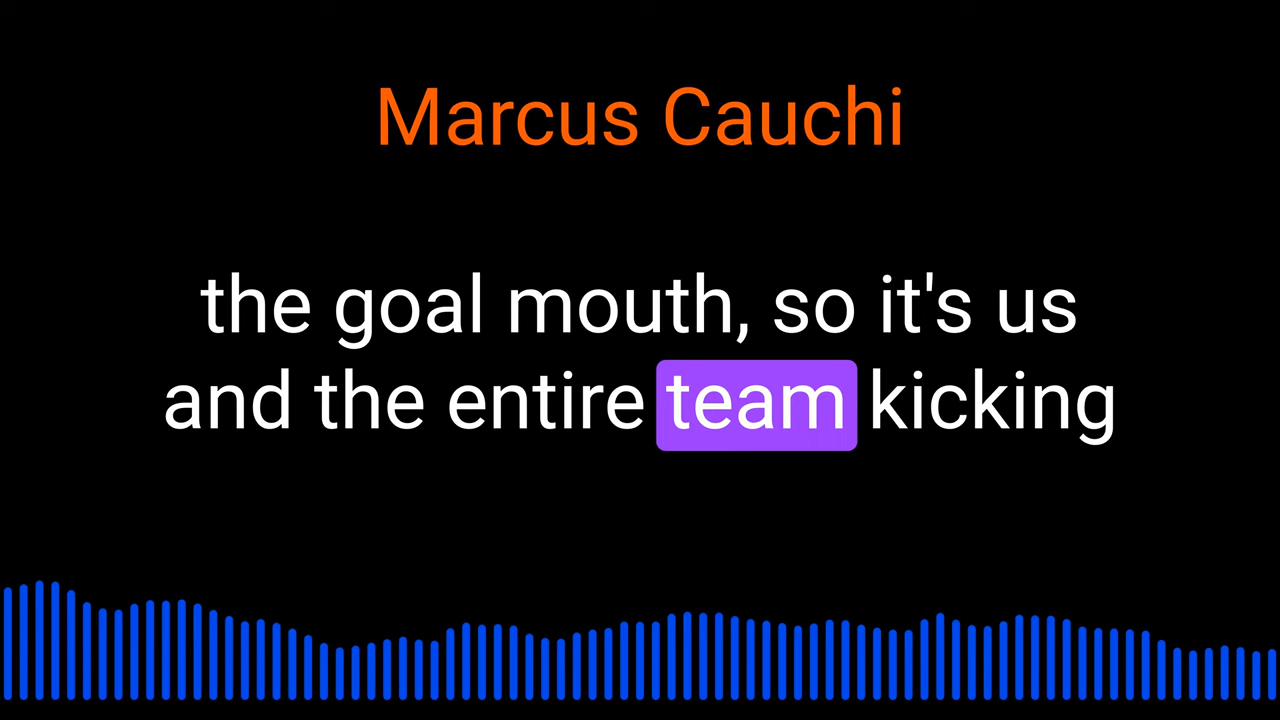 Marcus Cauchi
the goal mouth, so it's us
and the entire team kicking